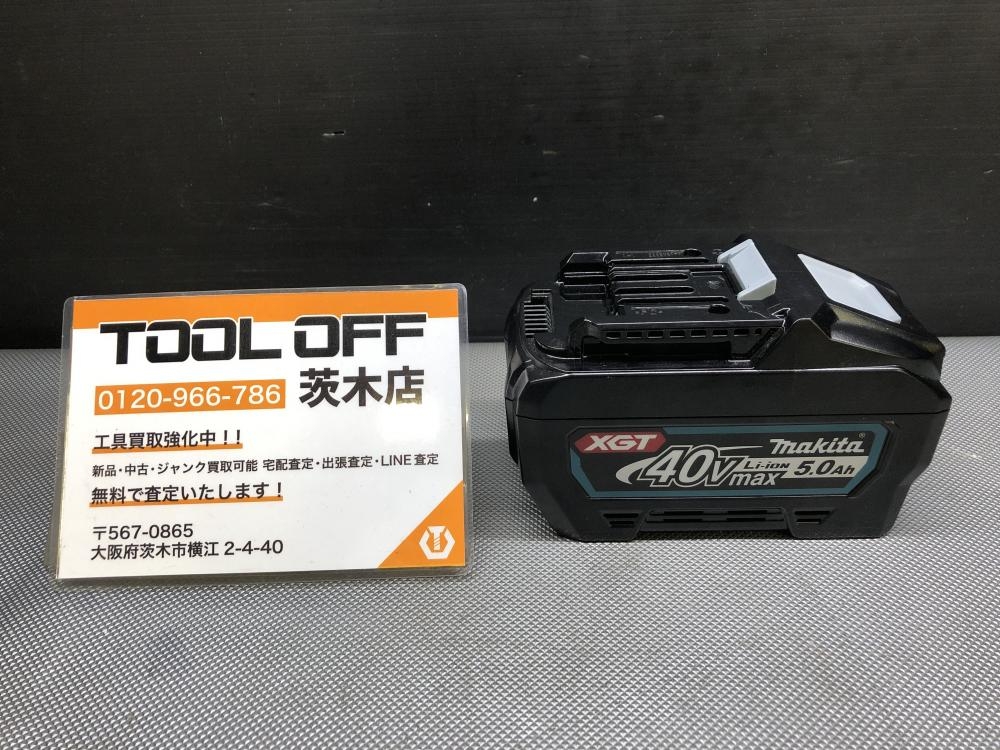 TOOL OFF
0120-966-786 茨木店
工具買取強化中！！
新品・中古・ジャンク買取可能 宅配査定・出張査定・LINE査定
無料で査定いたします！
〒567-0865
大阪府茨木市横江 2-4-40
XGT makita®
40Vmax Li-ion 5.0Ah